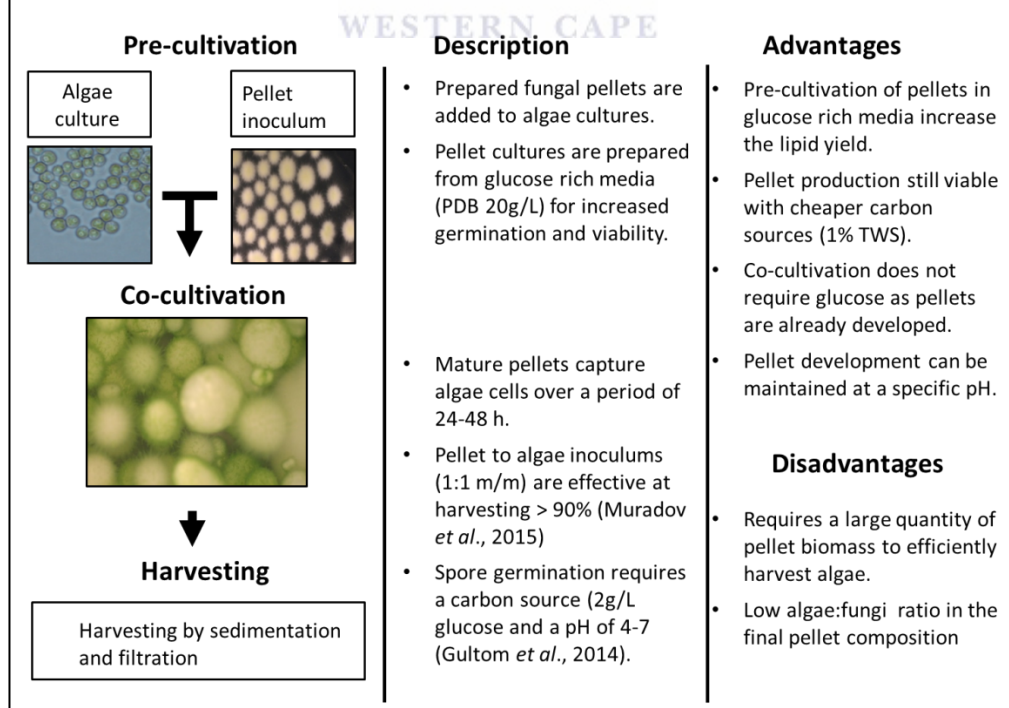 WESTERN CAPE
Pre-cultivation
Algae
culture
Pellet
inoculum
Co-cultivation
Harvesting
Harvesting by sedimentation
and filtration
Description
• Prepared fungal pellets are
added to algae cultures.
• Pellet cultures are prepared
from glucose rich media
(PDB 20g/L) for increased
germination and viability.
• Mature pellets capture
algae cells over a period of
24-48 h.
• Pellet to algae inoculums
(1:1 m/m) are effective at
harvesting > 90% (Muradov
et al., 2015)
• Spore germination requires
a carbon source (2g/L
glucose and a pH of 4-7
(Gultom et al., 2014).
Advantages
• Pre-cultivation of pellets in
glucose rich media increase
the lipid yield.
• Pellet production still viable
with cheaper carbon
sources (1% TWS).
• Co-cultivation does not
require glucose as pellets
are already developed.
• Pellet development can be
maintained at a specific pH.
Disadvantages
• Requires a large quantity of
pellet biomass to efficiently
harvest algae.
• Low algae:fungi ratio in the
final pellet composition